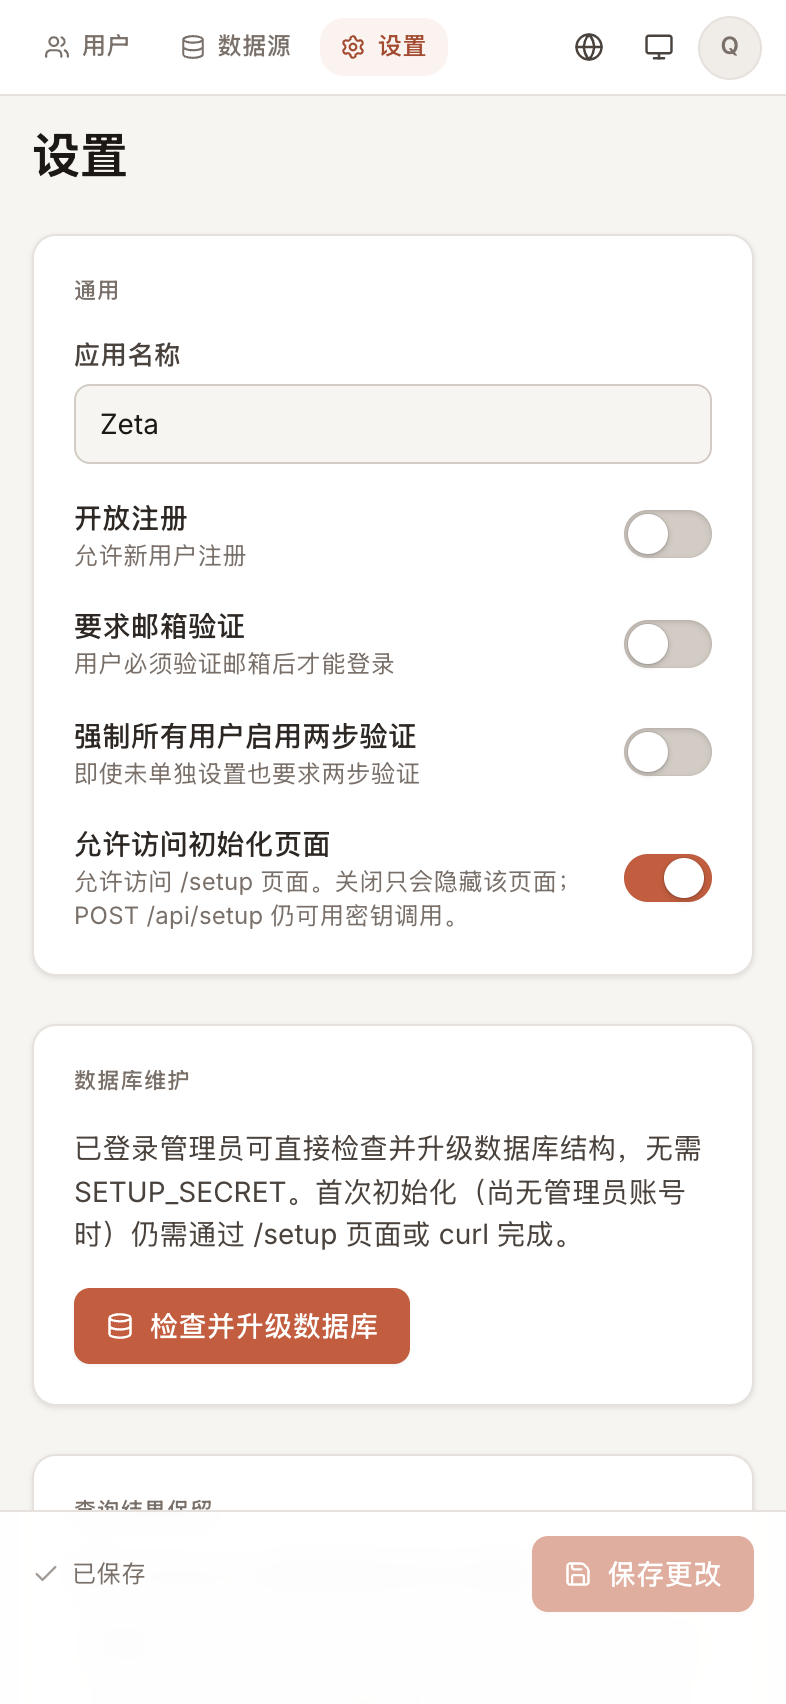 用户
数据源
设置
Q
设置
通用
应用名称
Zeta
开放注册
允许新用户注册
要求邮箱验证
用户必须验证邮箱后才能登录
强制所有用户启用两步验证
即使未单独设置也要求两步验证
允许访问初始化页面
允许访问 /setup 页面。关闭只会隐藏该页面；
POST /api/setup 仍可用密钥调用。
数据库维护
已登录管理员可直接检查并升级数据库结构，无需
SETUP_SECRET。首次初始化（尚无管理员账号
时）仍需通过 /setup 页面或 curl 完成。
检查并升级数据库
查询结果保留
已保存
保存更改